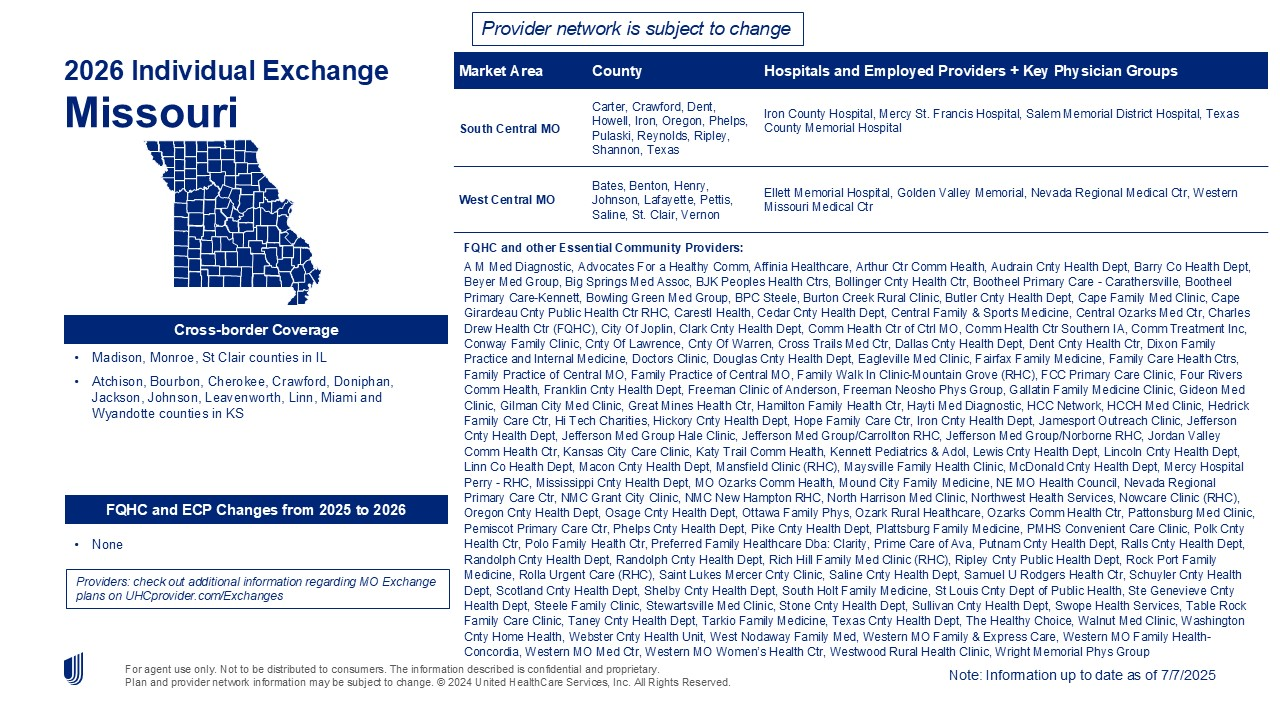 Provider network is subject to change
2026 Individual Exchange
Missouri
Cross-border Coverage
• Madison, Monroe, St Clair counties in IL
• Atchison, Bourbon, Cherokee, Crawford, Doniphan,
Jackson, Johnson, Leavenworth, Linn, Miami and
Wyandotte counties in KS
FQHC and ECP Changes from 2025 to 2026
• None
Providers: check out additional information regarding MO Exchange
plans on UHCprovider.com/Exchanges
Market Area County Hospitals and Employed Providers + Key Physician Groups
South Central MO
Carter, Crawford, Dent,
Howell, Iron, Oregon, Phelps,
Pulaski, Reynolds, Ripley,
Shannon, Texas
Iron County Hospital, Mercy St. Francis Hospital, Salem Memorial District Hospital, Texas
County Memorial Hospital
West Central MO
Bates, Benton, Henry,
Johnson, Lafayette, Pettis,
Saline, St. Clair, Vernon
Ellett Memorial Hospital, Golden Valley Memorial, Nevada Regional Medical Ctr, Western
Missouri Medical Ctr
FQHC and other Essential Community Providers:
A M Med Diagnostic, Advocates For a Healthy Comm, Affinia Healthcare, Arthur Ctr Comm Health, Audrain Cnty Health Dept, Barry Co Health Dept,
Beyer Med Group, Big Springs Med Assoc, BJK Peoples Health Ctrs, Bollinger Cnty Health Ctr, Bootheel Primary Care - Carathersville, Bootheel
Primary Care-Kennett, Bowling Green Med Group, BPC Steele, Burton Creek Rural Clinic, Butler Cnty Health Dept, Cape Family Med Clinic, Cape
Girardeau Cnty Public Health Ctr RHC, Carestl Health, Cedar Cnty Health Dept, Central Family & Sports Medicine, Central Ozarks Med Ctr, Charles
Drew Health Ctr (FQHC), City Of Joplin, Clark Cnty Health Dept, Comm Health Ctr of Ctrl MO, Comm Health Ctr Southern IA, Comm Treatment Inc,
Conway Family Clinic, Cnty Of Lawrence, Cnty Of Warren, Cross Trails Med Ctr, Dallas Cnty Health Dept, Dent Cnty Health Ctr, Dixon Family
Practice and Internal Medicine, Doctors Clinic, Douglas Cnty Health Dept, Eagleville Med Clinic, Fairfax Family Medicine, Family Care Health Ctrs,
Family Practice of Central MO, Family Practice of Central MO, Family Walk In Clinic-Mountain Grove (RHC), FCC Primary Care Clinic, Four Rivers
Comm Health, Franklin Cnty Health Dept, Freeman Clinic of Anderson, Freeman Neosho Phys Group, Gallatin Family Medicine Clinic, Gideon Med
Clinic, Gilman City Med Clinic, Great Mines Health Ctr, Hamilton Family Health Ctr, Hayti Med Diagnostic, HCC Network, HCCH Med Clinic, Hedrick
Family Care Ctr, Hi Tech Charities, Hickory Cnty Health Dept, Hope Family Care Ctr, Iron Cnty Health Dept, Jamesport Outreach Clinic, Jefferson
Cnty Health Dept, Jefferson Med Group Hale Clinic, Jefferson Med Group/Carrollton RHC, Jefferson Med Group/Norborne RHC, Jordan Valley
Comm Health Ctr, Kansas City Care Clinic, Katy Trail Comm Health, Kennett Pediatrics & Adol, Lewis Cnty Health Dept, Lincoln Cnty Health Dept,
Linn Co Health Dept, Macon Cnty Health Dept, Mansfield Clinic (RHC), Maysville Family Health Clinic, McDonald Cnty Health Dept, Mercy Hospital
Perry - RHC, Mississippi Cnty Health Dept, MO Ozarks Comm Health, Mound City Family Medicine, NE MO Health Council, Nevada Regional
Primary Care Ctr, NMC Grant City Clinic, NMC New Hampton RHC, North Harrison Med Clinic, Northwest Health Services, Nowcare Clinic (RHC),
Oregon Cnty Health Dept, Osage Cnty Health Dept, Ottawa Family Phys, Ozark Rural Healthcare, Ozarks Comm Health Ctr, Pattonsburg Med Clinic,
Pemiscot Primary Care Ctr, Phelps Cnty Health Dept, Pike Cnty Health Dept, Plattsburg Family Medicine, PMHS Convenient Care Clinic, Polk Cnty
Health Ctr, Polo Family Health Ctr, Preferred Family Healthcare Dba: Clarity, Prime Care of Ava, Putnam Cnty Health Dept, Ralls Cnty Health Dept,
Randolph Cnty Health Dept, Randolph Cnty Health Dept, Rich Hill Family Med Clinic (RHC), Ripley Cnty Public Health Dept, Rock Port Family
Medicine, Rolla Urgent Care (RHC), Saint Lukes Mercer Cnty Clinic, Saline Cnty Health Dept, Samuel U Rodgers Health Ctr, Schuyler Cnty Health
Dept, Scotland Cnty Health Dept, Shelby Cnty Health Dept, South Holt Family Medicine, St Louis Cnty Dept of Public Health, Ste Genevieve Cnty
Health Dept, Steele Family Clinic, Stewartsville Med Clinic, Stone Cnty Health Dept, Sullivan Cnty Health Dept, Swope Health Services, Table Rock
Family Care Clinic, Taney Cnty Health Dept, Tarkio Family Medicine, Texas Cnty Health Dept, The Healthy Choice, Walnut Med Clinic, Washington
Cnty Home Health, Webster Cnty Health Unit, West Nodaway Family Med, Western MO Family & Express Care, Western MO Family Health-
Concordia, Western MO Med Ctr, Western MO Women's Health Ctr, Westwood Rural Health Clinic, Wright Memorial Phys Group
For agent use only. Not to be distributed to consumers. The information described is confidential and proprietary.
Plan and provider network information may be subject to change. © 2024 United HealthCare Services, Inc. All Rights Reserved.
Note: Information up to date as of 7/7/2025